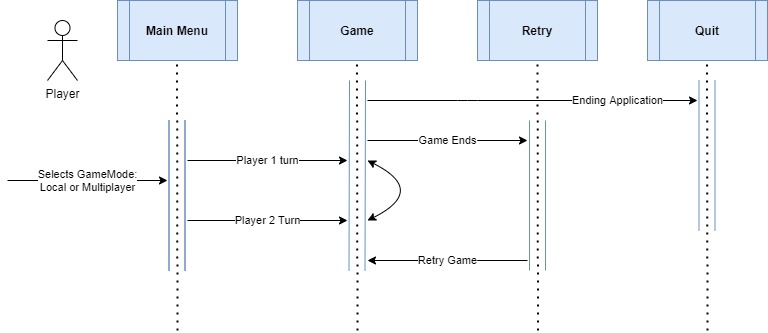 Main Menu
Game
Retry
Quit
Player
Ending Application
Game Ends
Player 1 turn
Selects GameMode:
Local or Multiplayer
Player 2 Turn
Retry Game